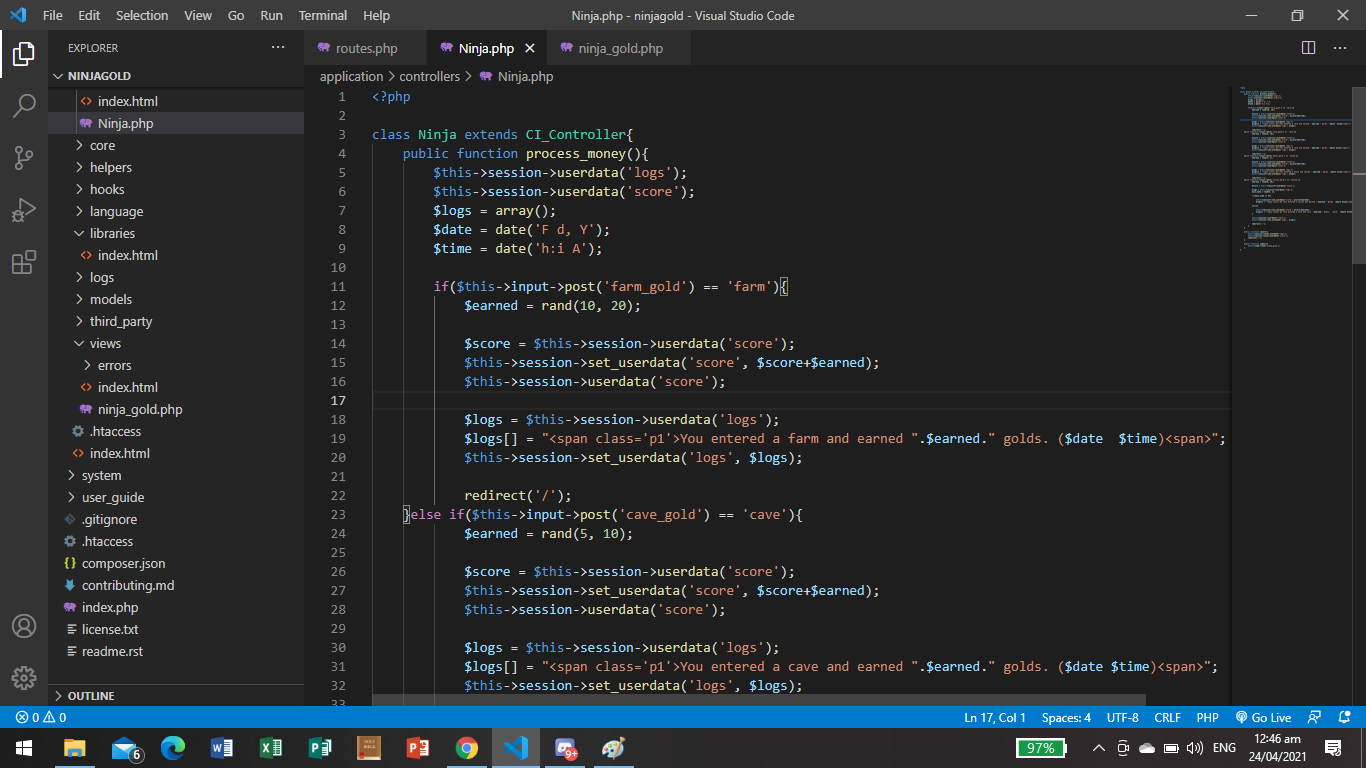 File Edit Selection View Go Run Terminal Help
Ninja.php - ninjagold - Visual Studio Code
EXPLORER
NINJAGOLD
index.html
Ninja.php
core
helpers
hooks
language
libraries
index.html
logs
models
third_party
views
errors
index.html
ninja_gold.php
.htaccess
index.html
system
user_guide
.gitignore
.htaccess
composer.json
contributing.md
index.php
license.txt
readme.rst
OUTLINE
routes.php Ninja.php ninja_gold.php
application > controllers > Ninja.php
1 <?php
2
3 class Ninja extends CI_Controller{
4 public function process_money(){
5 $this->session->userdata('logs');
6 $this->session->userdata('score');
7 $logs = array();
8 $date = date('F d, Y');
9 $time = date('h:i A');
10
11 if($this->input->post('farm_gold') == 'farm'){
12 $earned = rand(10, 20);
13
14 $score = $this->session->userdata('score');
15 $this->session->set_userdata('score', $score+$earned);
16 $this->session->userdata('score');
17
18 $logs = $this->session->userdata('logs');
19 $logs[] = "<span class='p1'>You entered a farm and earned ".$earned." golds. ($date  $time)<span>";
20 $this->session->set_userdata('logs', $logs);
21
22 redirect('/');
23 }else if($this->input->post('cave_gold') == 'cave'){
24 $earned = rand(5, 10);
25
26 $score = $this->session->userdata('score');
27 $this->session->set_userdata('score', $score+$earned);
28 $this->session->userdata('score');
29
30 $logs = $this->session->userdata('logs');
31 $logs[] = "<span class='p1'>You entered a cave and earned ".$earned." golds. ($date $time)<span>";
32 $this->session->set_userdata('logs', $logs);
33
0 0
Ln 17, Col 1 Spaces: 4 UTF-8 CRLF PHP Go Live
6
9+
97%
ENG
12:46 am
24/04/2021